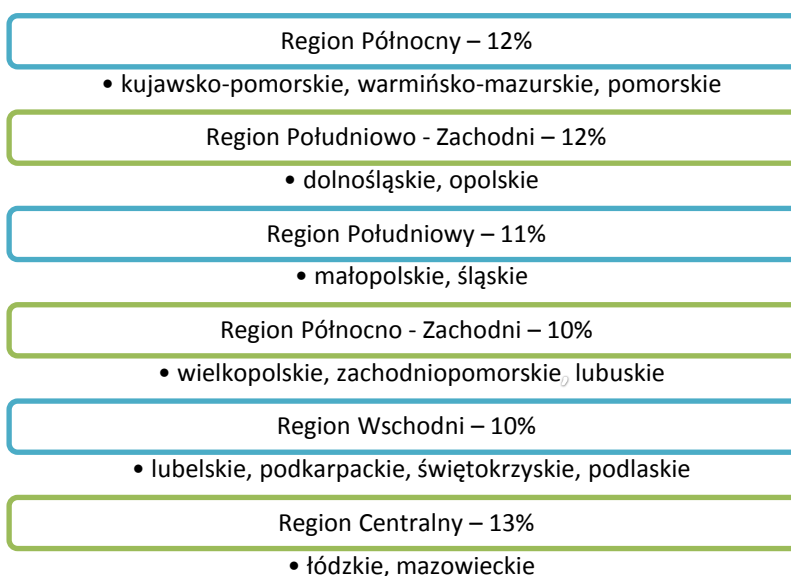 Region Północny – 12%
• kujawsko-pomorskie, warmińsko-mazurskie, pomorskie
Region Południowo - Zachodni – 12%
• dolnośląskie, opolskie
Region Południowy – 11%
• małopolskie, śląskie
Region Północno - Zachodni – 10%
• wielkopolskie, zachodniopomorskie, lubuskie
Region Wschodni – 10%
• lubelskie, podkarpackie, świętokrzyskie, podlaskie
Region Centralny – 13%
• łódzkie, mazowieckie